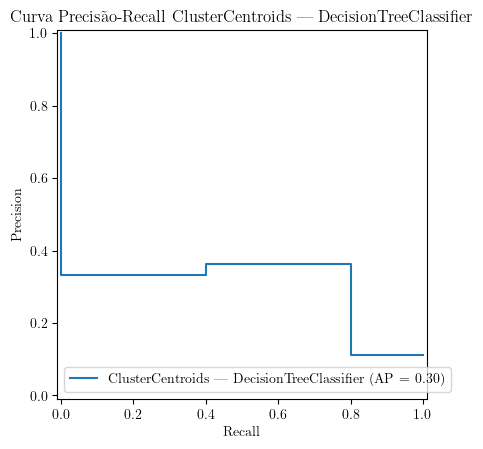 Curva Precisão-Recall ClusterCentroids — DecisionTreeClassifier
1.0
0.8
0.6
0.4
0.2
0.0
Precision
ClusterCentroids — DecisionTreeClassifier (AP = 0.30)
0.0 0.2 0.4 0.6 0.8 1.0
Recall